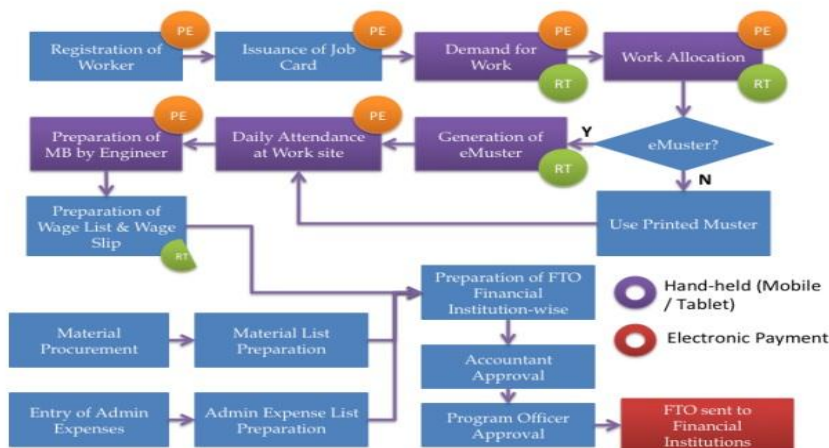 PE
PE
PE
PE
Registration of
Worker
Issuance of Job
Card
Demand for
Work
Work Allocation
RT
RT
PE
PE
Preparation of
MB by Engineer
Daily Attendance
at Work site
Generation of
eMuster
Y
eMuster?
RT
N
Preparation of
Wage List & Wage
Slip
RT
Use Printed Muster
Preparation of FTO
Financial
Institution-wise
Hand-held (Mobile
/ Tablet)
Material
Procurement
Material List
Preparation
Electronic Payment
Accountant
Approval
Entry of Admin
Expenses
Admin Expense List
Preparation
Program Officer
Approval
FTO sent to
Financial
Institutions